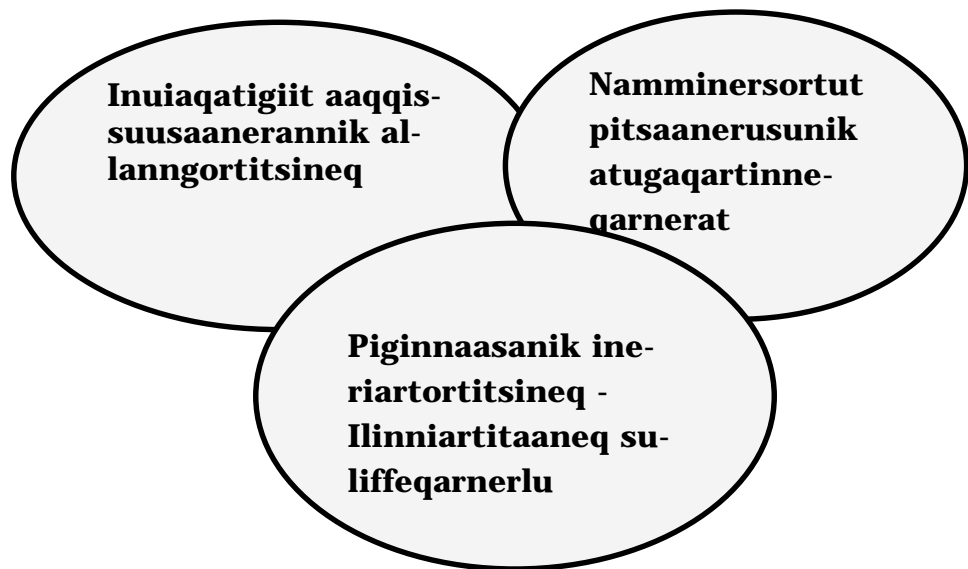 Inuiaqatigiit aaqqis-
suusaanerannik al-
lanngortitsineq
Namminersortut
pitsaanerusunik
atugaqartinne-
qarnerat
Piginnaasanik ine-
riartortitsineq -
Ilinniartitaaneq su-
liffeqarnerlu